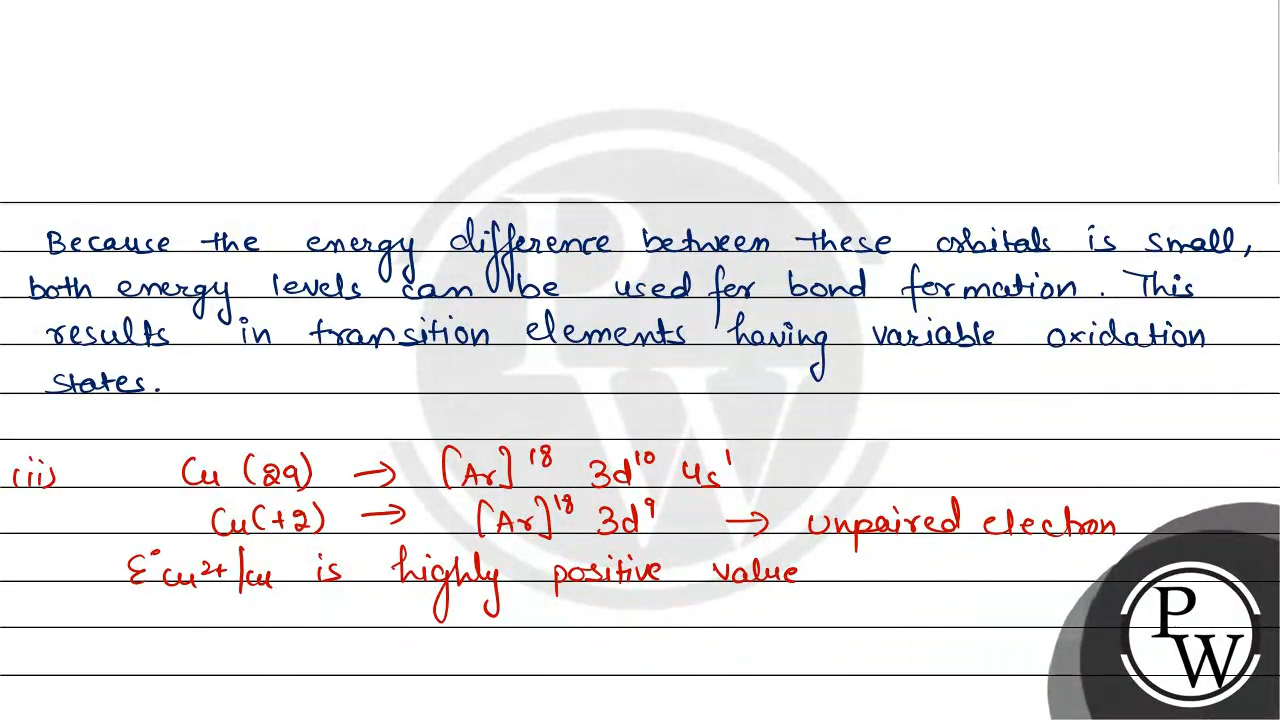 Because the energy difference between these orbitals is small,
both energy levels can be used for bond formation. This
results in transition elements having variable oxidation
states.
(ii) Cu (29) → [Ar]¹⁸ 3d¹⁰ 4s¹
Cu(+2) → [Ar]¹⁸ 3d⁹ → unpaired electron
E° Cu²⁺/Cu is highly positive value
P
W
P
W